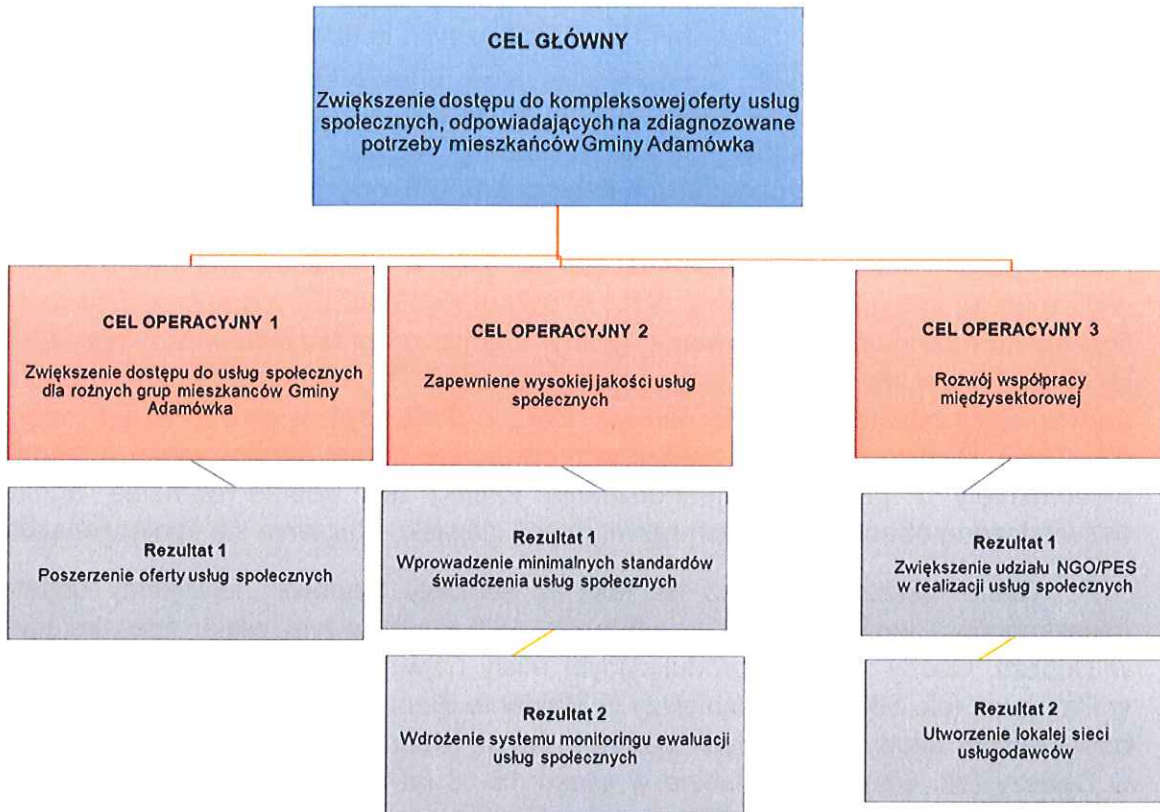 CEL GŁÓWNY
Zwiększenie dostępu do kompleksowej oferty usług
społecznych, odpowiadających na zdiagnozowane
potrzeby mieszkańców Gminy Adamówka
CEL OPERACYJNY 1
Zwiększenie dostępu do usług społecznych
dla rożnych grup mieszkanców Gminy
Adamówka
CEL OPERACYJNY 2
Zapewniene wysokiej jakości usług
społecznych
CEL OPERACYJNY 3
Rozwój współpracy
międzysektorowej
Rezultat 1
Poszerzenie oferty usług społecznych
Rezultat 1
Wprowadzenie minimalnych standardów
świadczenia usług społecznych
Rezultat 1
Zwiększenie udziału NGO/PES
w realizacji usług społecznych
Rezultat 2
Wdrożenie systemu monitoringu ewaluacji
usług społecznych
Rezultat 2
Utworzenie lokalej sieci
usługodawców